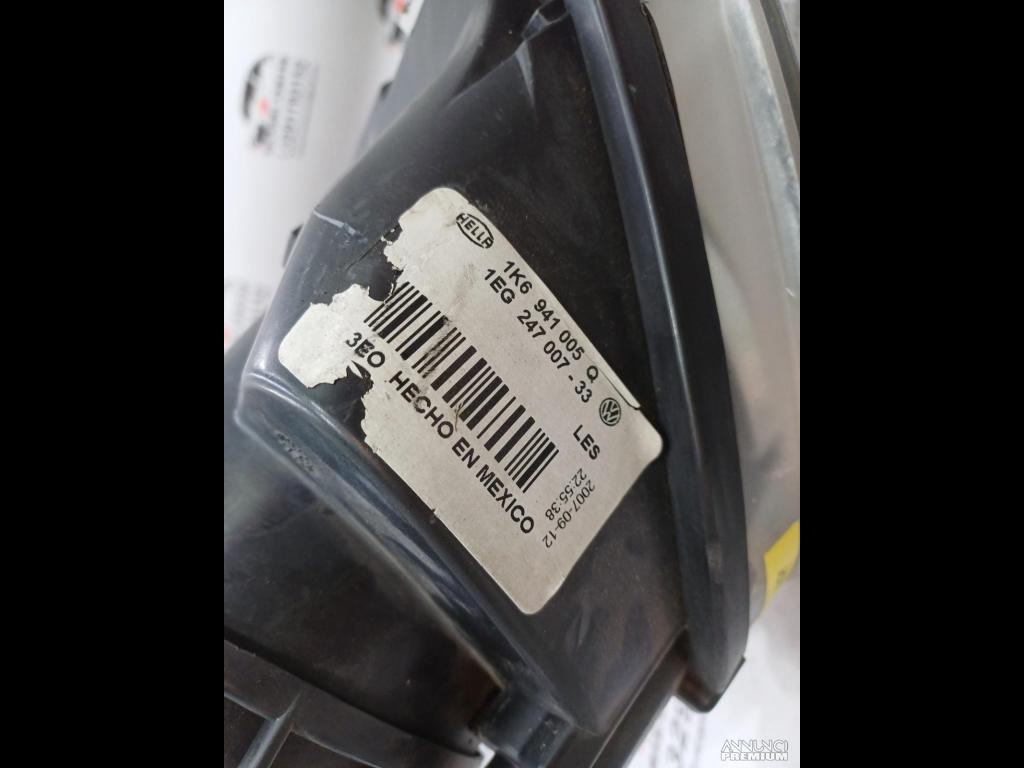 HELLA
1K6 941 005 Q
1EG 247 007-33
LES
3EO HECHO EN MEXICO
2007-09-12
22:55:38
ANNUNCI
PREMIUM